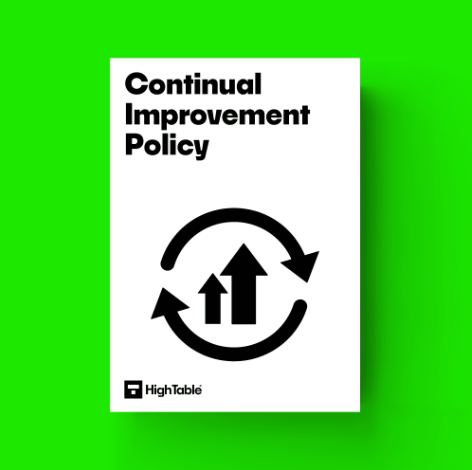 Continual
Improvement
Policy
HighTable